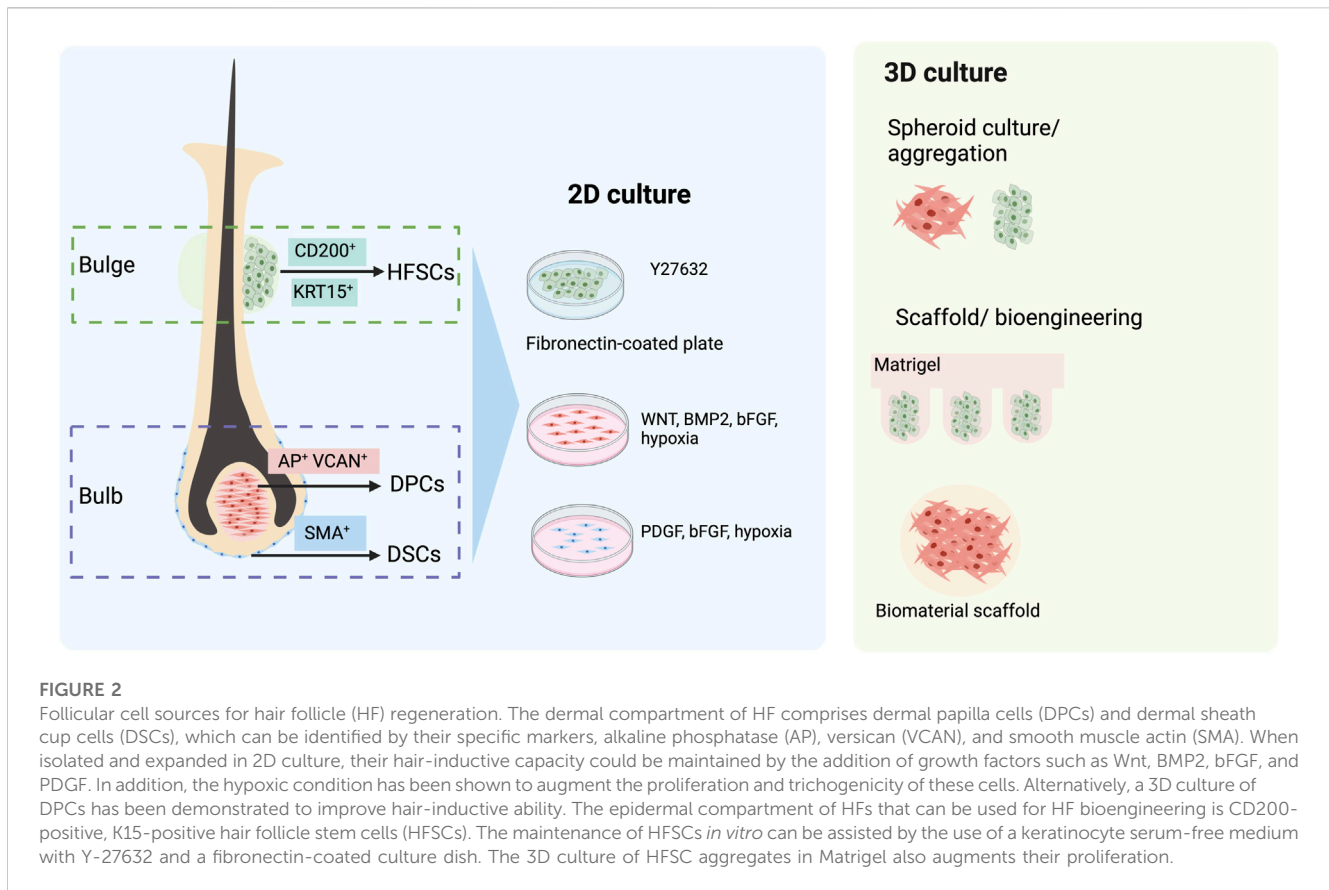 Bulge
CD200⁺
KRT15⁺
HFSCs
Bulb
AP⁺ VCAN⁺
DPCs
SMA⁺
DSCs
2D culture
Y27632
Fibronectin-coated plate
WNT, BMP2, bFGF,
hypoxia
PDGF, bFGF, hypoxia
3D culture
Spheroid culture/
aggregation
Scaffold/ bioengineering
Matrigel
Biomaterial scaffold
FIGURE 2
Follicular cell sources for hair follicle (HF) regeneration. The dermal compartment of HF comprises dermal papilla cells (DPCs) and dermal sheath
cup cells (DSCs), which can be identified by their specific markers, alkaline phosphatase (AP), versican (VCAN), and smooth muscle actin (SMA). When
isolated and expanded in 2D culture, their hair-inductive capacity could be maintained by the addition of growth factors such as Wnt, BMP2, bFGF, and
PDGF. In addition, the hypoxic condition has been shown to augment the proliferation and trichogenicity of these cells. Alternatively, a 3D culture of
DPCs has been demonstrated to improve hair-inductive ability. The epidermal compartment of HFs that can be used for HF bioengineering is CD200-
positive, K15-positive hair follicle stem cells (HFSCs). The maintenance of HFSCs in vitro can be assisted by the use of a keratinocyte serum-free medium
with Y-27632 and a fibronectin-coated culture dish. The 3D culture of HFSC aggregates in Matrigel also augments their proliferation.